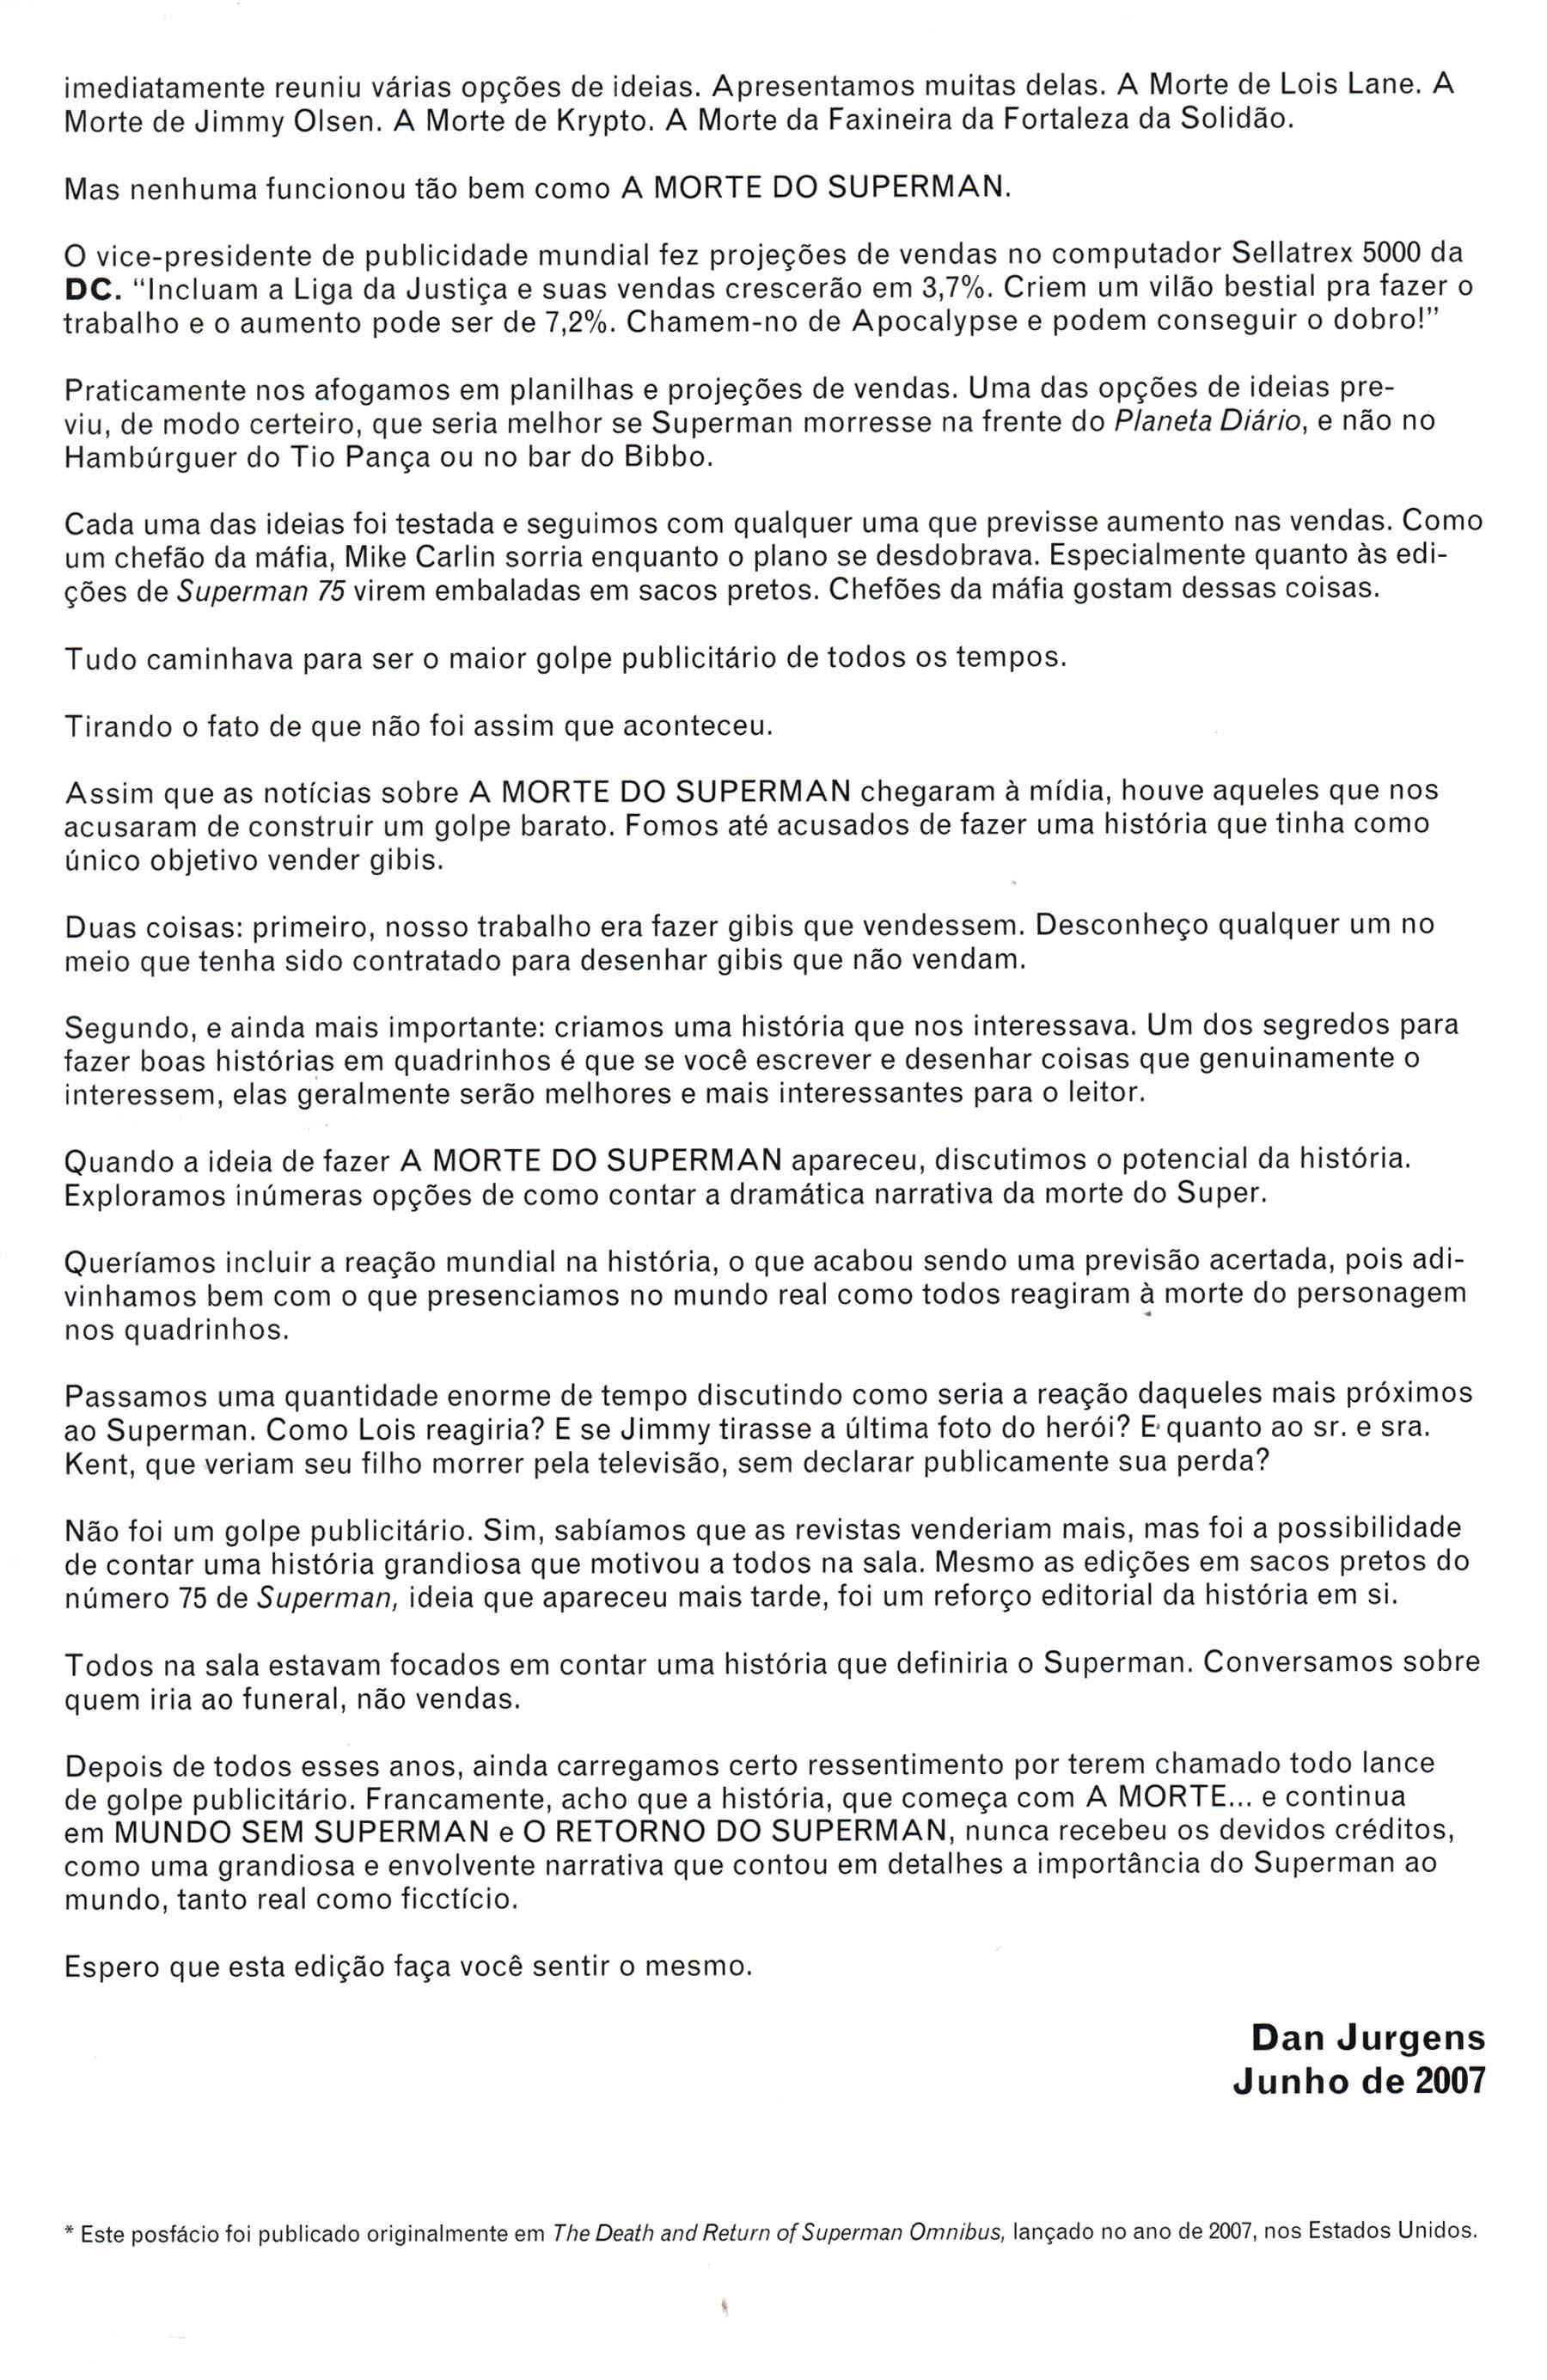 imediatamente reuniu várias opções de ideias. Apresentamos muitas delas. A Morte de Lois Lane. A
Morte de Jimmy Olsen. A Morte de Krypto. A Morte da Faxineira da Fortaleza da Solidão.
Mas nenhuma funcionou tão bem como A MORTE DO SUPERMAN.
O vice-presidente de publicidade mundial fez projeções de vendas no computador Sellatrex 5000 da
DC. “Incluam a Liga da Justiça e suas vendas crescerão em 3,7%. Criem um vilão bestial pra fazer o
trabalho e o aumento pode ser de 7,2%. Chamem-no de Apocalypse e podem conseguir o dobro!”
Praticamente nos afogamos em planilhas e projeções de vendas. Uma das opções de ideias pre-
viu, de modo certeiro, que seria melhor se Superman morresse na frente do Planeta Diário, e não no
Hambúrguer do Tio Pança ou no bar do Bibbo.
Cada uma das ideias foi testada e seguimos com qualquer uma que previsse aumento nas vendas. Como
um chefão da máfia, Mike Carlin sorria enquanto o plano se desdobrava. Especialmente quanto às edi-
ções de Superman 75 virem embaladas em sacos pretos. Chefões da máfia gostam dessas coisas.
Tudo caminhava para ser o maior golpe publicitário de todos os tempos.
Tirando o fato de que não foi assim que aconteceu.
Assim que as notícias sobre A MORTE DO SUPERMAN chegaram à mídia, houve aqueles que nos
acusaram de construir um golpe barato. Fomos até acusados de fazer uma história que tinha como
único objetivo vender gibis.
Duas coisas: primeiro, nosso trabalho era fazer gibis que vendessem. Desconheço qualquer um no
meio que tenha sido contratado para desenhar gibis que não vendam.
Segundo, e ainda mais importante: criamos uma história que nos interessava. Um dos segredos para
fazer boas histórias em quadrinhos é que se você escrever e desenhar coisas que genuinamente o
interessem, elas geralmente serão melhores e mais interessantes para o leitor.
Quando a ideia de fazer A MORTE DO SUPERMAN apareceu, discutimos o potencial da história.
Exploramos inúmeras opções de como contar a dramática narrativa da morte do Super.
Queríamos incluir a reação mundial na história, o que acabou sendo uma previsão acertada, pois adi-
vinhamos bem com o que presenciamos no mundo real como todos reagiram à morte do personagem
nos quadrinhos.
Passamos uma quantidade enorme de tempo discutindo como seria a reação daqueles mais próximos
ao Superman. Como Lois reagiria? E se Jimmy tirasse a última foto do herói? E quanto ao sr. e sra.
Kent, que veriam seu filho morrer pela televisão, sem declarar publicamente sua perda?
Não foi um golpe publicitário. Sim, sabíamos que as revistas venderiam mais, mas foi a possibilidade
de contar uma história grandiosa que motivou a todos na sala. Mesmo as edições em sacos pretos do
número 75 de Superman, ideia que apareceu mais tarde, foi um reforço editorial da história em si.
Todos na sala estavam focados em contar uma história que definiria o Superman. Conversamos sobre
quem iria ao funeral, não vendas.
Depois de todos esses anos, ainda carregamos certo ressentimento por terem chamado todo lance
de golpe publicitário. Francamente, acho que a história, que começa com A MORTE... e continua
em MUNDO SEM SUPERMAN e O RETORNO DO SUPERMAN, nunca recebeu os devidos créditos,
como uma grandiosa e envolvente narrativa que contou em detalhes a importância do Superman ao
mundo, tanto real como ficctício.
Espero que esta edição faça você sentir o mesmo.
Dan Jurgens
Junho de 2007
* Este posfácio foi publicado originalmente em The Death and Return of Superman Omnibus, lançado no ano de 2007, nos Estados Unidos.